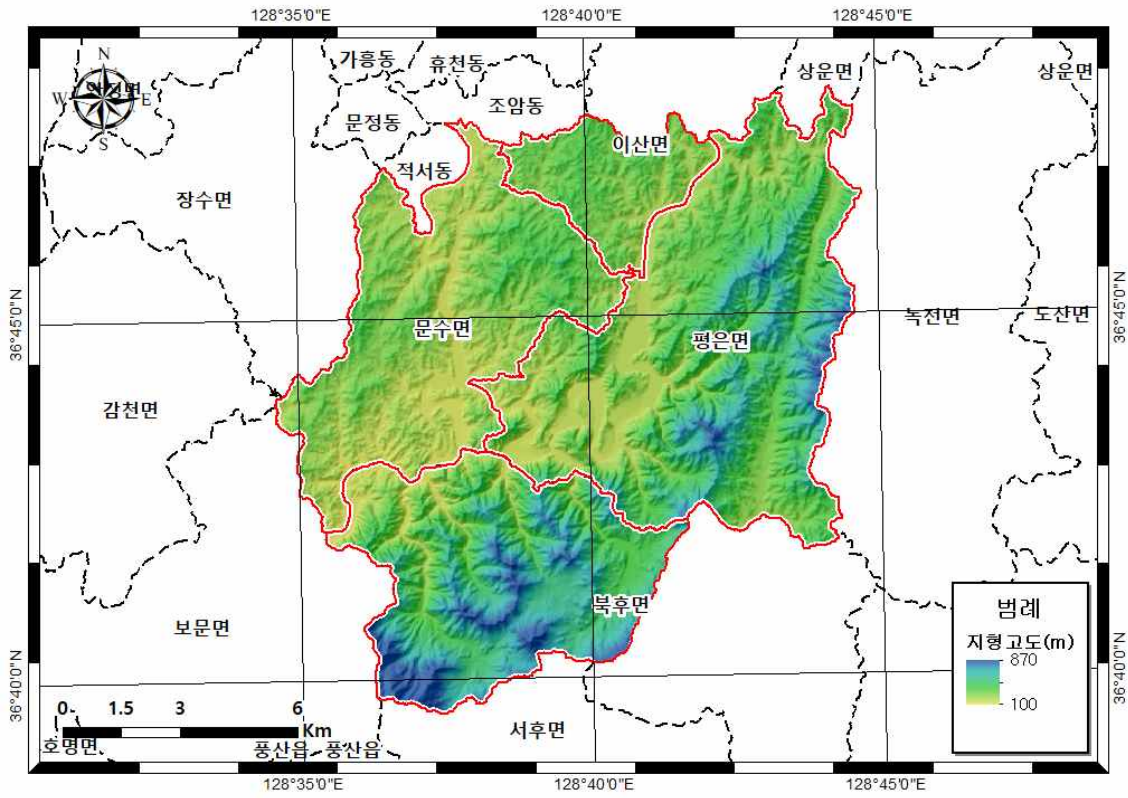 128°35'0"E
128°40'0"E
128°45'0"E
가흥동
휴천동
상운면
상운면
N
W
E
S
조암동
문정동
이산면
적서동
장수면
36°45'0"N
36°45'0"N
문수면
평은면
녹전면
도산면
감천면
북후면
보문면
범례
지형고도(m)
870
100
36°40'0"N
36°40'0"N
0
1.5
3
6
Km
호명면
풍산읍
풍산읍
서후면
128°35'0"E
128°40'0"E
128°45'0"E